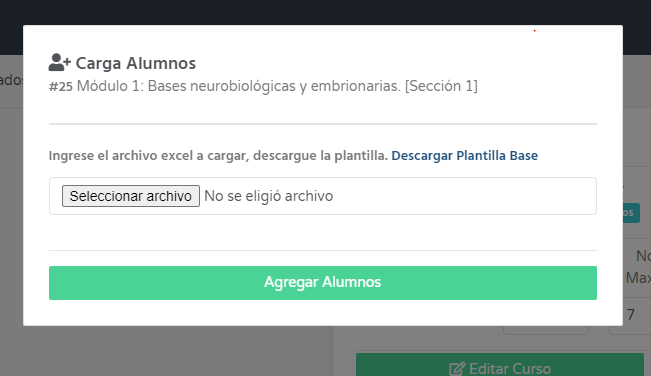 Carga Alumnos
#25 Módulo 1: Bases neurobiológicas y embrionarias. [Sección 1]
ados
Ingrese el archivo excel a cargar, descargue la plantilla. Descargar Plantilla Base
Seleccionar archivo No se eligió archivo
os
No
Max
Agregar Alumnos
7
Editar Curso